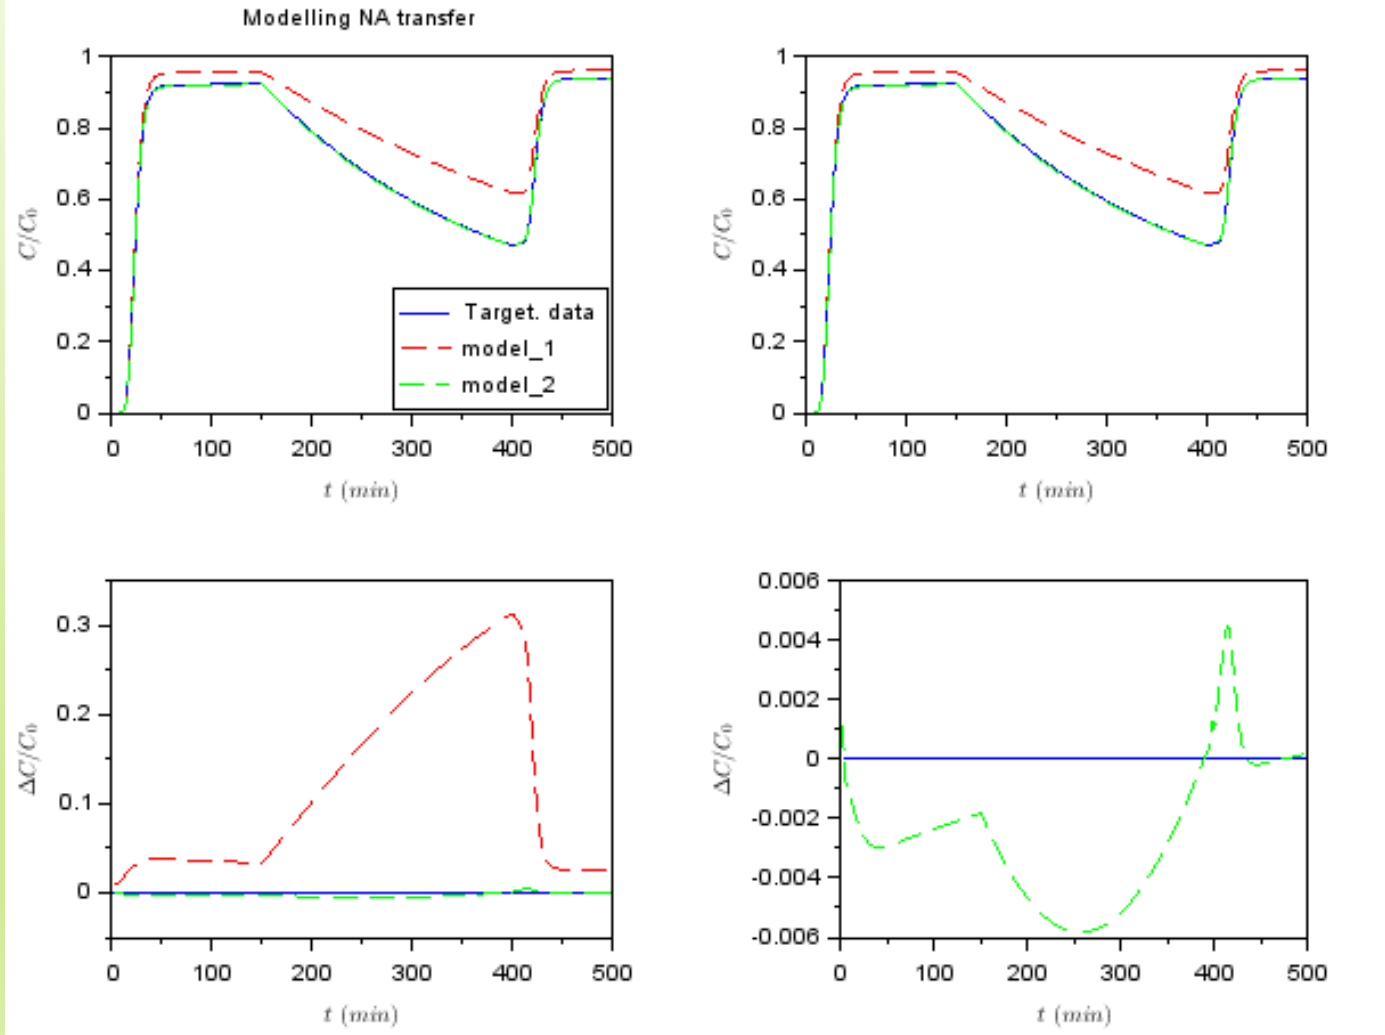 Modelling NA transfer
1
0.8
0.6
0.4
0.2
0
C/C₀
0 100 200 300 400 500
t (min)
Target. data
model_1
model_2
1
0.8
0.6
0.4
0.2
0
C/C₀
0 100 200 300 400 500
t (min)
0.3
0.2
0.1
0
ΔC/C₀
0 100 200 300 400 500
t (min)
0.006
0.004
0.002
0
-0.002
-0.004
-0.006
ΔC/C₀
0 100 200 300 400 500
t (min)